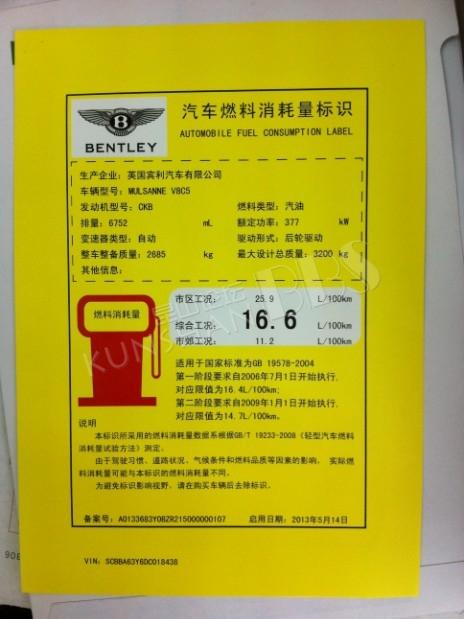 汽车燃料消耗量标识
AUTOMOBILE FUEL CONSUMPTION LABEL
B
BENTLEY
生产企业：英国宾利汽车有限公司
车辆型号：MULSANNE V8C5
发动机型号：CKB 燃料类型：汽油
排量：6752 mL 额定功率：377 kW
变速器类型：自动 驱动形式：后轮驱动
整车整备质量：2685 kg 最大设计总质量：3200 kg
其他信息：
燃料消耗量
市区工况： 25.9 L/100km
综合工况： 16.6 L/100km
市郊工况： 11.2 L/100km
适用于国家标准为GB 19578-2004
第一阶段要求自2006年7月1日开始执行,
对应限值为16.4L/100km;
第二阶段要求自2009年1月1日开始执行,
对应限值为14.7L/100km。
说明
本标识所采用的燃料消耗量数据系根据GB/T 19233-2008《轻型汽车燃料
消耗量试验方法》测定。
由于驾驶习惯、道路状况、气候条件和燃料品质等因素的影响， 实际燃
料消耗量可能与本标识的燃料消耗量不同。
为避免标识影响视野，请在购买车辆后去除标识。
备案号：A0133683Y0BZR215000000107 启用日期：2013年5月14日
VIN: SCBBA63Y6DC018438